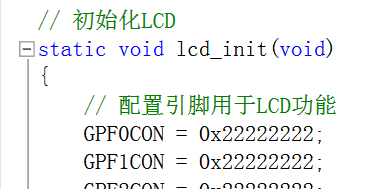 // 初始化LCD
static void lcd_init(void)
{
// 配置引脚用于LCD功能
GPF0CON = 0x22222222;
GPF1CON = 0x22222222;